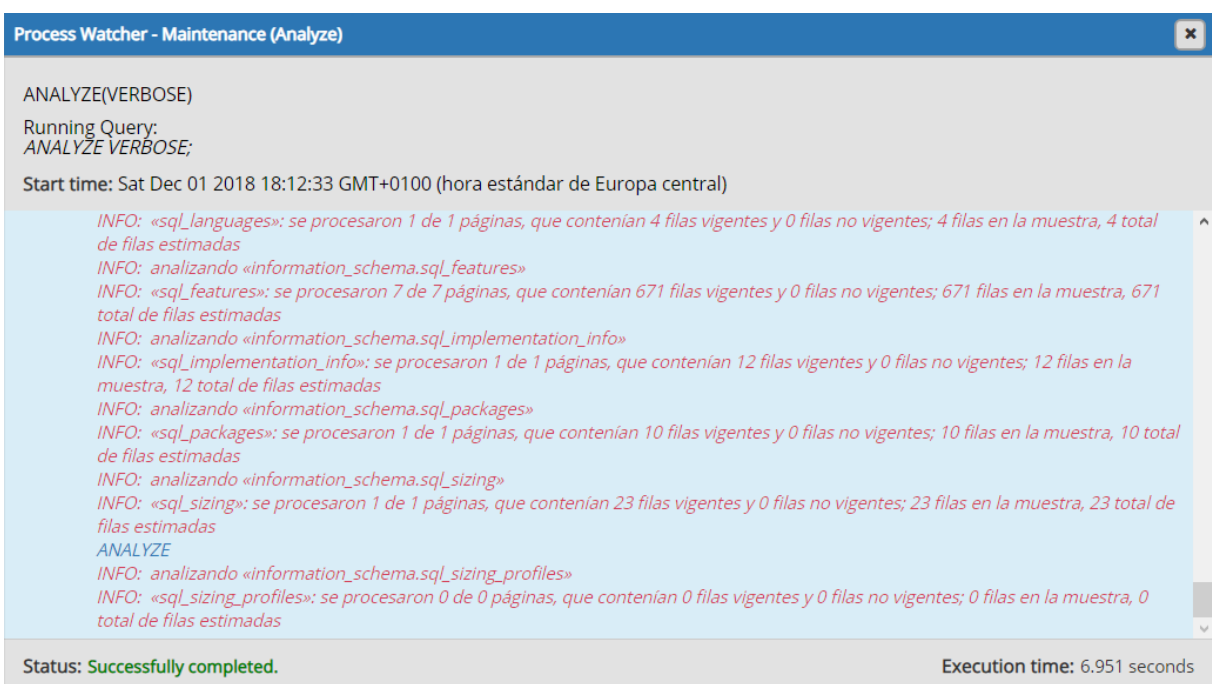 Process Watcher - Maintenance (Analyze)
ANALYZE(VERBOSE)
Running Query:
ANALYZE VERBOSE;
Start time: Sat Dec 01 2018 18:12:33 GMT+0100 (hora estándar de Europa central)
INFO: «sql_languages»: se procesaron 1 de 1 páginas, que contenían 4 filas vigentes y 0 filas no vigentes; 4 filas en la muestra, 4 total
de filas estimadas
INFO: analizando «information_schema.sql_features»
INFO: «sql_features»: se procesaron 7 de 7 páginas, que contenían 671 filas vigentes y 0 filas no vigentes; 671 filas en la muestra, 671
total de filas estimadas
INFO: analizando «information_schema.sql_implementation_info»
INFO: «sql_implementation_info»: se procesaron 1 de 1 páginas, que contenían 12 filas vigentes y 0 filas no vigentes; 12 filas en la
muestra, 12 total de filas estimadas
INFO: analizando «information_schema.sql_packages»
INFO: «sql_packages»: se procesaron 1 de 1 páginas, que contenían 10 filas vigentes y 0 filas no vigentes; 10 filas en la muestra, 10 total
de filas estimadas
INFO: analizando «information_schema.sql_sizing»
INFO: «sql_sizing»: se procesaron 1 de 1 páginas, que contenían 23 filas vigentes y 0 filas no vigentes; 23 filas en la muestra, 23 total de
filas estimadas
ANALYZE
INFO: analizando «information_schema.sql_sizing_profiles»
INFO: «sql_sizing_profiles»: se procesaron 0 de 0 páginas, que contenían 0 filas vigentes y 0 filas no vigentes; 0 filas en la muestra, 0
total de filas estimadas
Status: Successfully completed. Execution time: 6.951 seconds